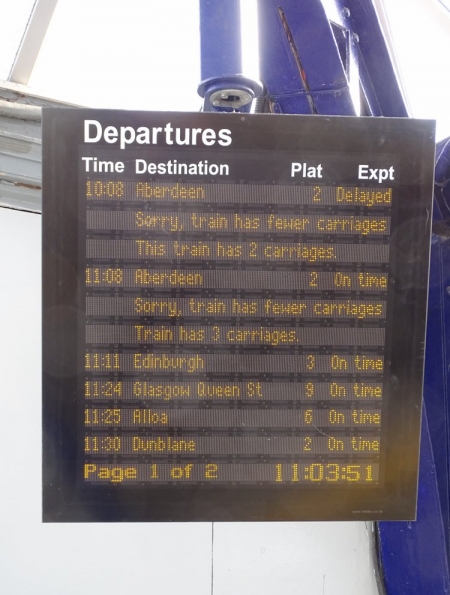 Departures
Time Destination Plat Expt
10:08 Aberdeen 2 Delayed
Sorry, train has fewer carriages
This train has 2 carriages.
11:08 Aberdeen 2 On time
Sorry, train has fewer carriages
Train has 3 carriages.
11:11 Edinburgh 3 On time
11:24 Glasgow Queen St 9 On time
11:25 Alloa 6 On time
11:30 Dunblane 2 On time
Page 1 of 2 11:03:51